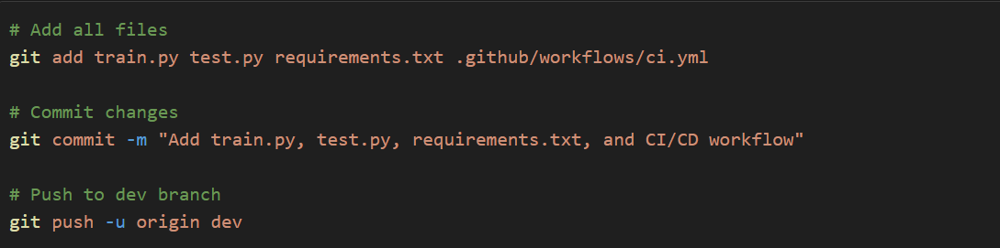 # Add all files
git add train.py test.py requirements.txt .github/workflows/ci.yml
# Commit changes
git commit -m "Add train.py, test.py, requirements.txt, and CI/CD workflow"
# Push to dev branch
git push -u origin dev